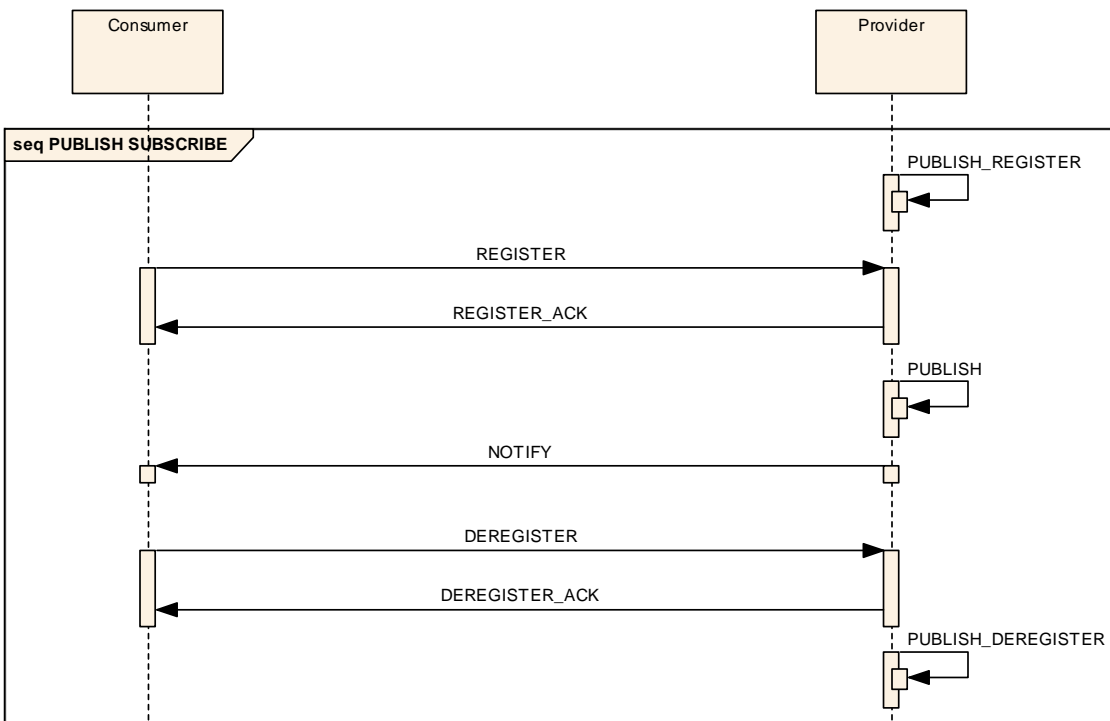 Consumer
Provider
seq PUBLISH SUBSCRIBE
PUBLISH_REGISTER
REGISTER
REGISTER_ACK
PUBLISH
NOTIFY
DEREGISTER
DEREGISTER_ACK
PUBLISH_DEREGISTER